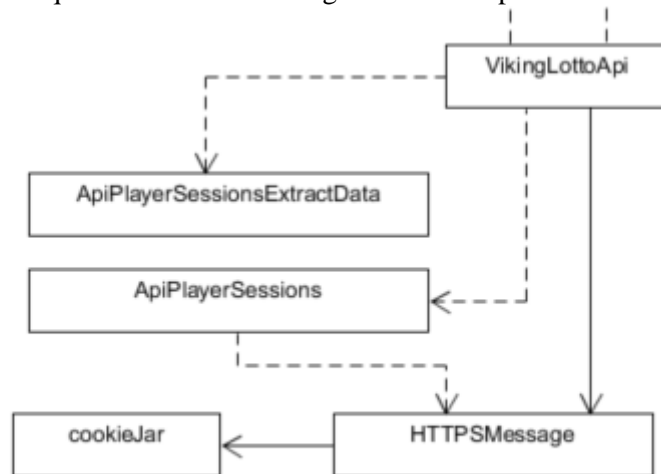 VikingLottoApi
ApiPlayerSessionsExtractData
ApiPlayerSessions
cookieJar
HTTPSMessage